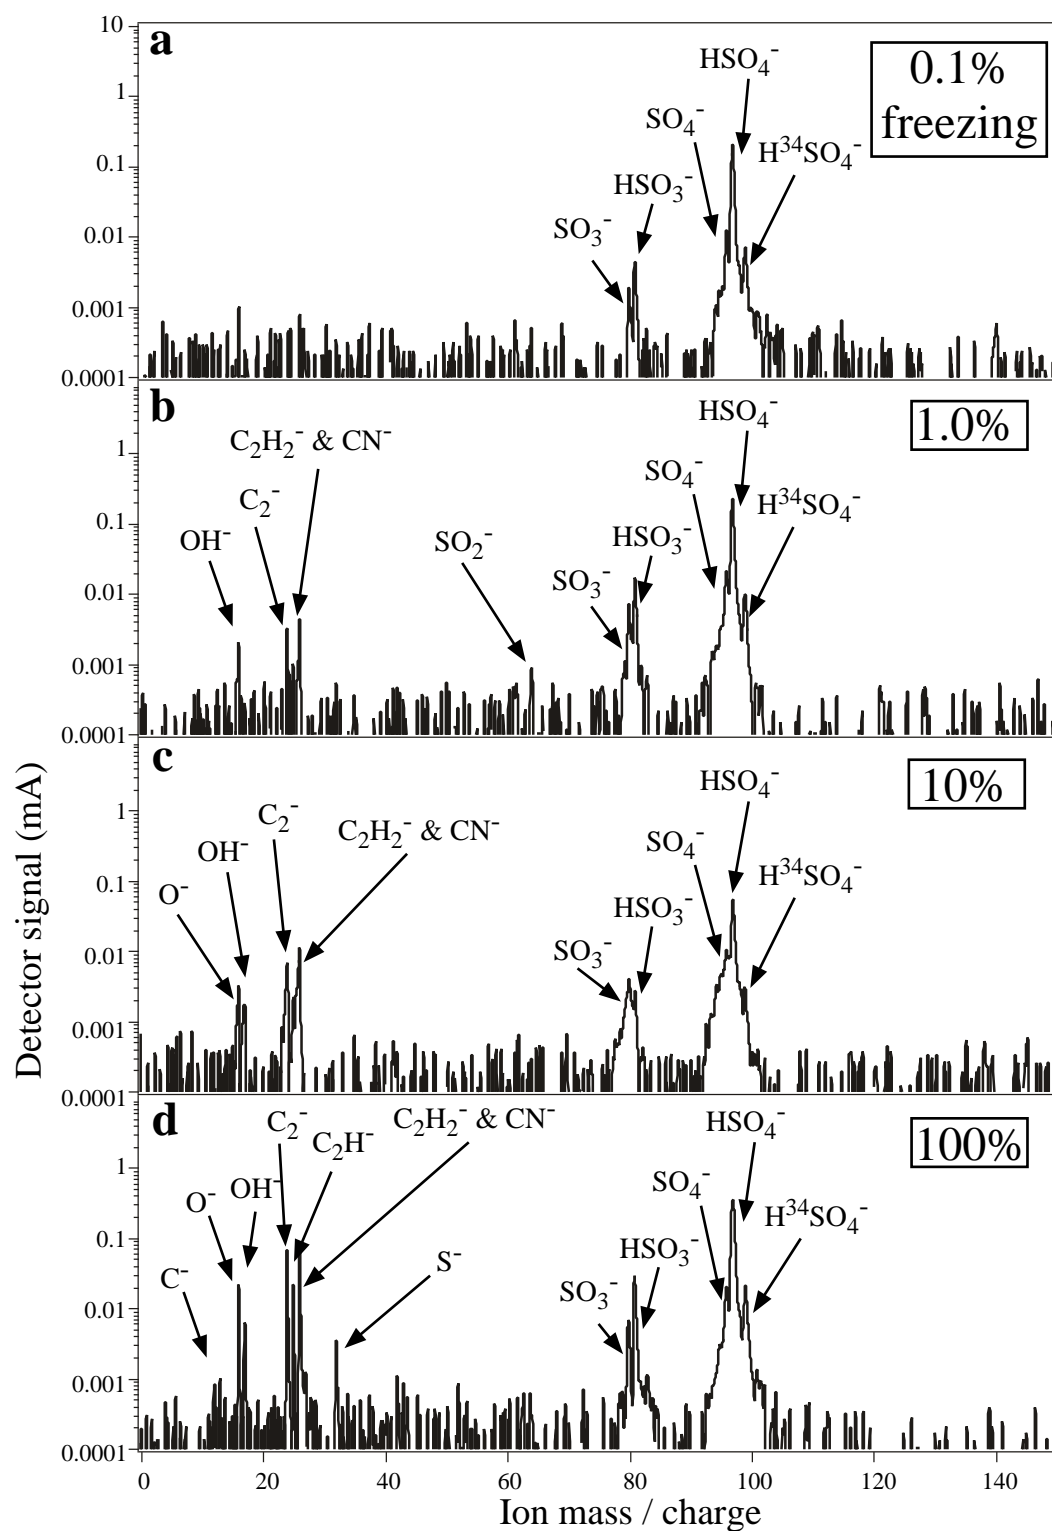 a
10
1
0.1
0.01
0.001
0.0001
HSO4-
SO4-
H34SO4-
HSO3-
SO3-
0.1%
freezing
b
1
0.1
0.01
0.001
0.0001
C2H2- & CN-
C2-
OH-
SO2-
SO3-
HSO3-
SO4-
HSO4-
H34SO4-
1.0%
c
1
0.1
0.01
0.001
0.0001
O-
OH-
C2-
C2H2- & CN-
SO3-
HSO3-
SO4-
HSO4-
H34SO4-
10%
d
1
0.1
0.01
0.001
0.0001
C-
O-
OH-
C2-
C2H-
C2H2- & CN-
S-
SO3-
HSO3-
SO4-
HSO4-
H34SO4-
100%
0 20 40 60 80 100 120 140
Ion mass / charge
Detector signal (mA)